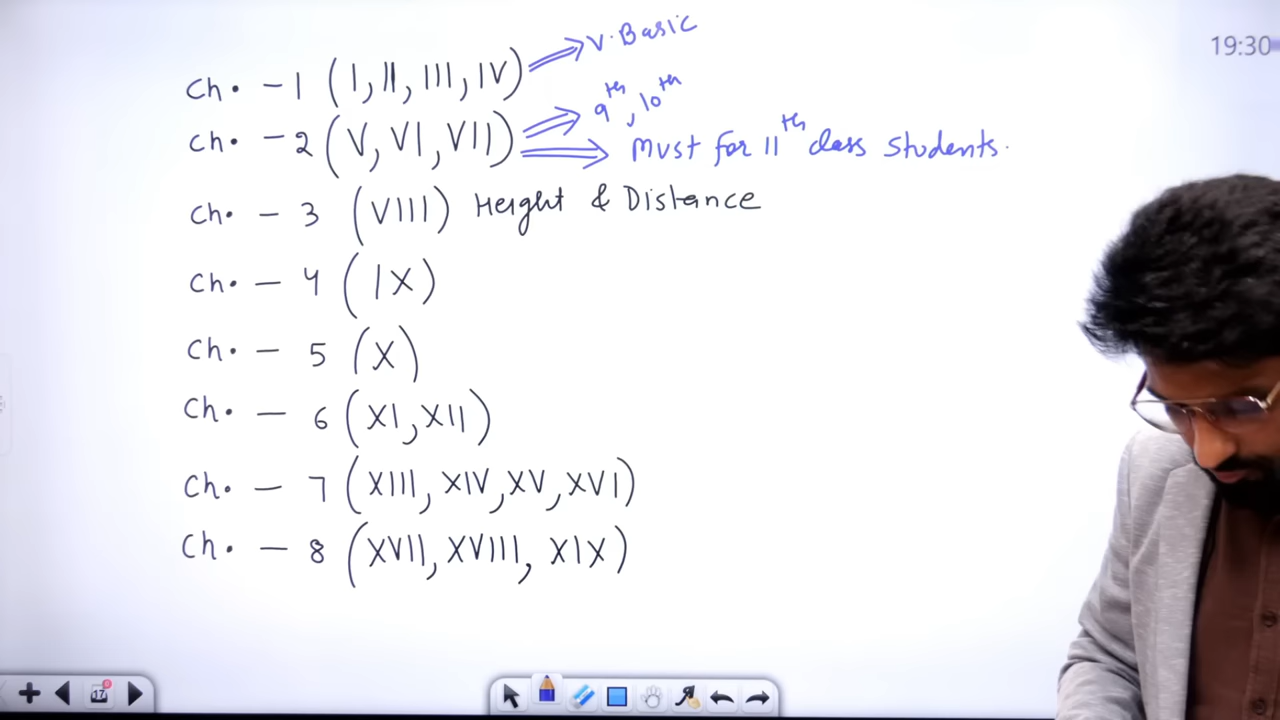 19:30
Ch. - 1 (I, II, III, IV) ⇒ V. Basic
⇒ 9th, 10th
Ch. - 2 (V, VI, VII) ⇒ Must for 11th class students.
Ch. - 3 (VIII) Height & Distance
Ch. - 4 (IX)
Ch. - 5 (X)
Ch. - 6 (XI, XII)
Ch. - 7 (XIII, XIV, XV, XVI)
Ch. - 8 (XVII, XVIII, XIX)
17